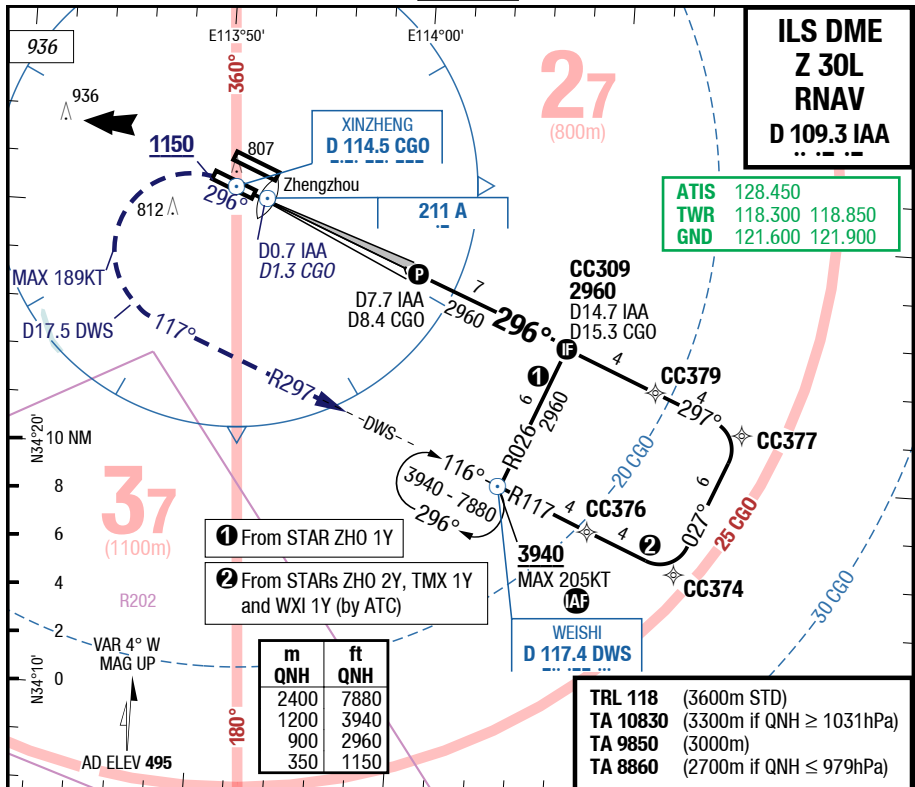 936
E113°50'
E114°00'
ILS DME
Z 30L
RNAV
D 109.3 IAA
27
(800m)
360°
936
XINZHENG
D 114.5 CGO
1150
807
Zhengzhou
296°
812
211 A
ATIS 128.450
TWR 118.300 118.850
GND 121.600 121.900
D0.7 IAA
D1.3 CGO
MAX 189KT
D17.5 DWS
P
D7.7 IAA
D8.4 CGO
7
2960
296°
CC309
2960
D14.7 IAA
D15.3 CGO
IF
4
CC379
4
297°
CC377
117°
R297
1
6
2960
R026
DWS
N34°20'
10 NM
8
6
4
2
0
N34°10'
116°
3940 - 7880
296°
R117
4
CC376
4
2
20 CGO
6
027°
25 CGO
CC374
30 CGO
37
(1100m)
R202
1 From STAR ZHO 1Y
2 From STARs ZHO 2Y, TMX 1Y
and WXI 1Y (by ATC)
3940
MAX 205KT
IAF
WEISHI
D 117.4 DWS
VAR 4° W
MAG UP
AD ELEV 495
180°
m ft
QNH QNH
2400 7880
1200 3940
900 2960
350 1150
TRL 118 (3600m STD)
TA 10830 (3300m if QNH ≥ 1031hPa)
TA 9850 (3000m)
TA 8860 (2700m if QNH ≤ 979hPa)